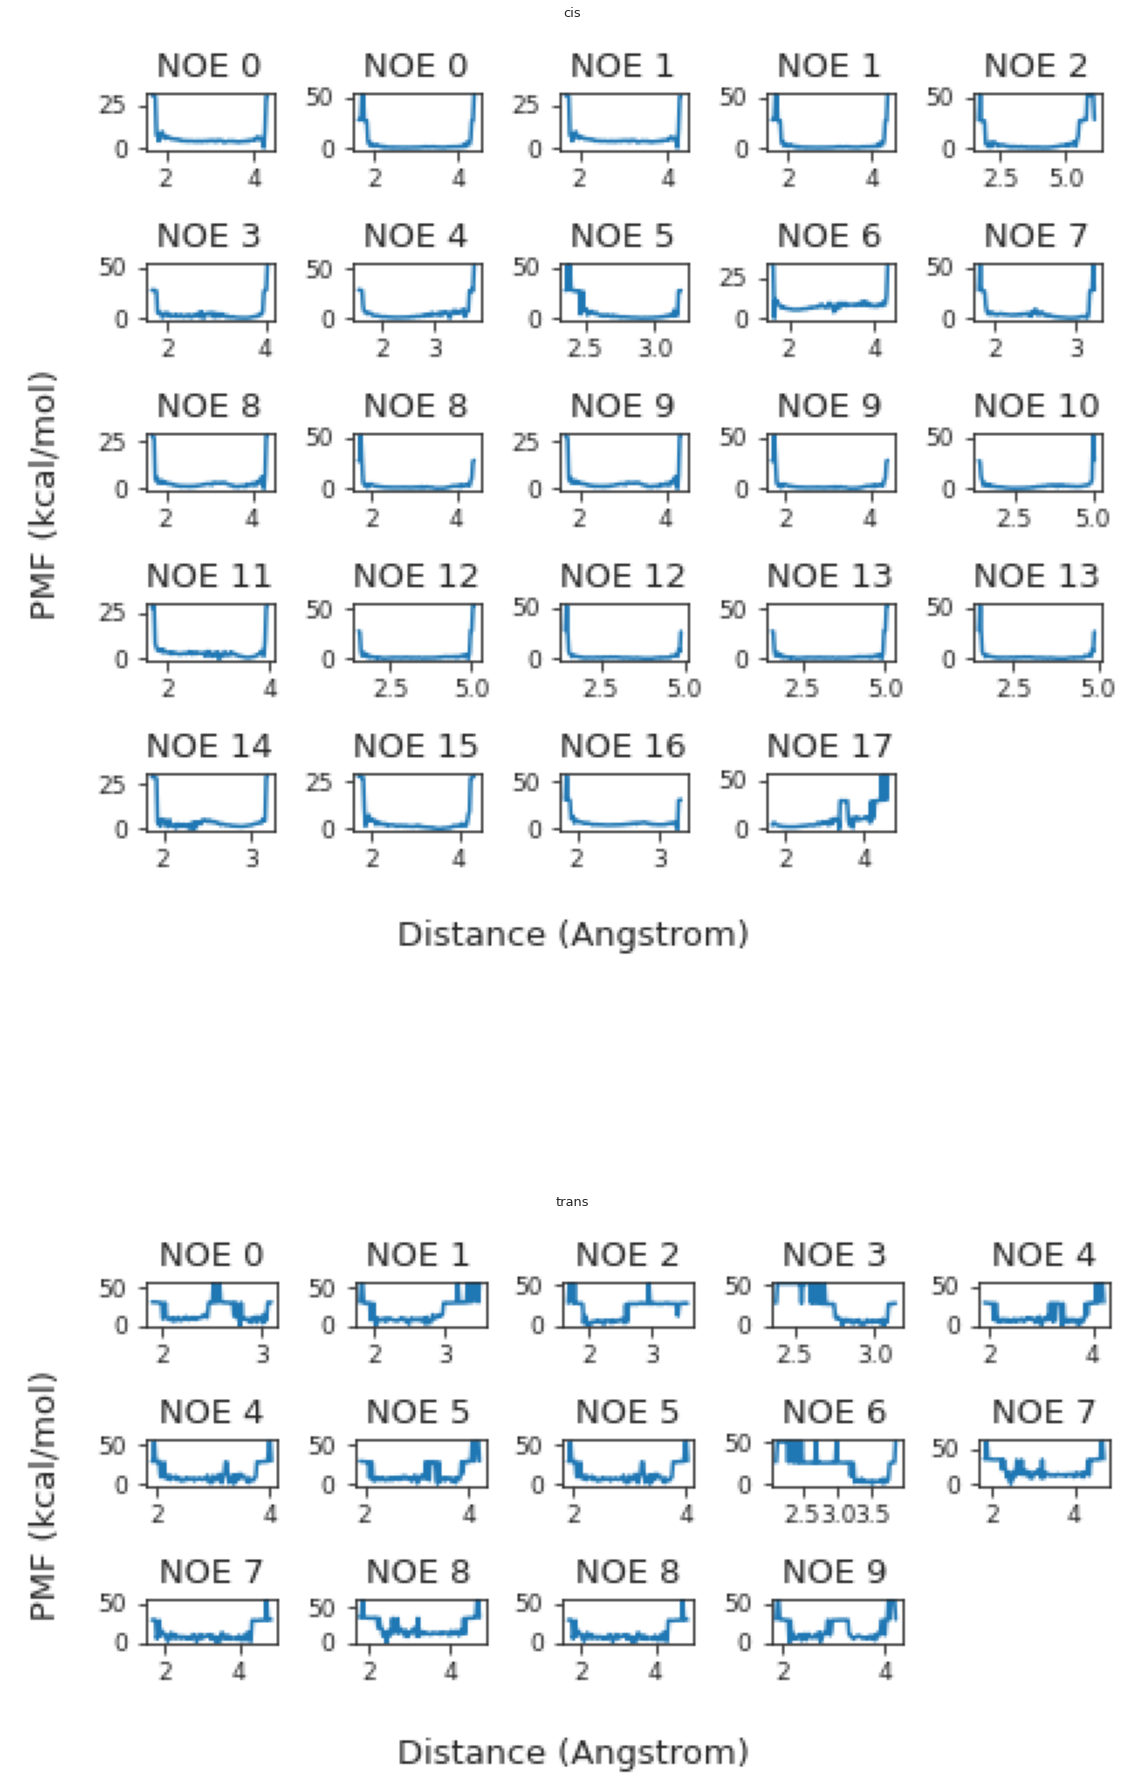 cis
NOE 0 NOE 0 NOE 1 NOE 1 NOE 2
25 0 2 4 50 0 2 4 25 0 2 4 50 0 2 4 50 0 2.5 5.0
NOE 3 NOE 4 NOE 5 NOE 6 NOE 7
50 0 2 4 50 0 2 3 50 0 2.5 3.0 25 0 2 4 50 0 2 3
PMF (kcal/mol)
NOE 8 NOE 8 NOE 9 NOE 9 NOE 10
25 0 2 4 50 0 2 4 25 0 2 4 50 0 2 4 50 0 2.5 5.0
NOE 11 NOE 12 NOE 12 NOE 13 NOE 13
25 0 2 4 50 0 2.5 5.0 50 0 2.5 5.0 50 0 2.5 5.0 50 0 2.5 5.0
NOE 14 NOE 15 NOE 16 NOE 17
25 0 2 3 25 0 2 4 50 0 2 3 50 0 2 4
Distance (Angstrom)
trans
NOE 0 NOE 1 NOE 2 NOE 3 NOE 4
50 0 2 3 50 0 2 3 50 0 2 3 50 0 2.5 3.0 50 0 2 4
PMF (kcal/mol)
NOE 4 NOE 5 NOE 5 NOE 6 NOE 7
50 0 2 4 50 0 2 4 50 0 2 4 50 0 2.5 3.0 3.5 50 0 2 4
NOE 7 NOE 8 NOE 8 NOE 9
50 0 2 4 50 0 2 4 50 0 2 4 50 0 2 4
Distance (Angstrom)